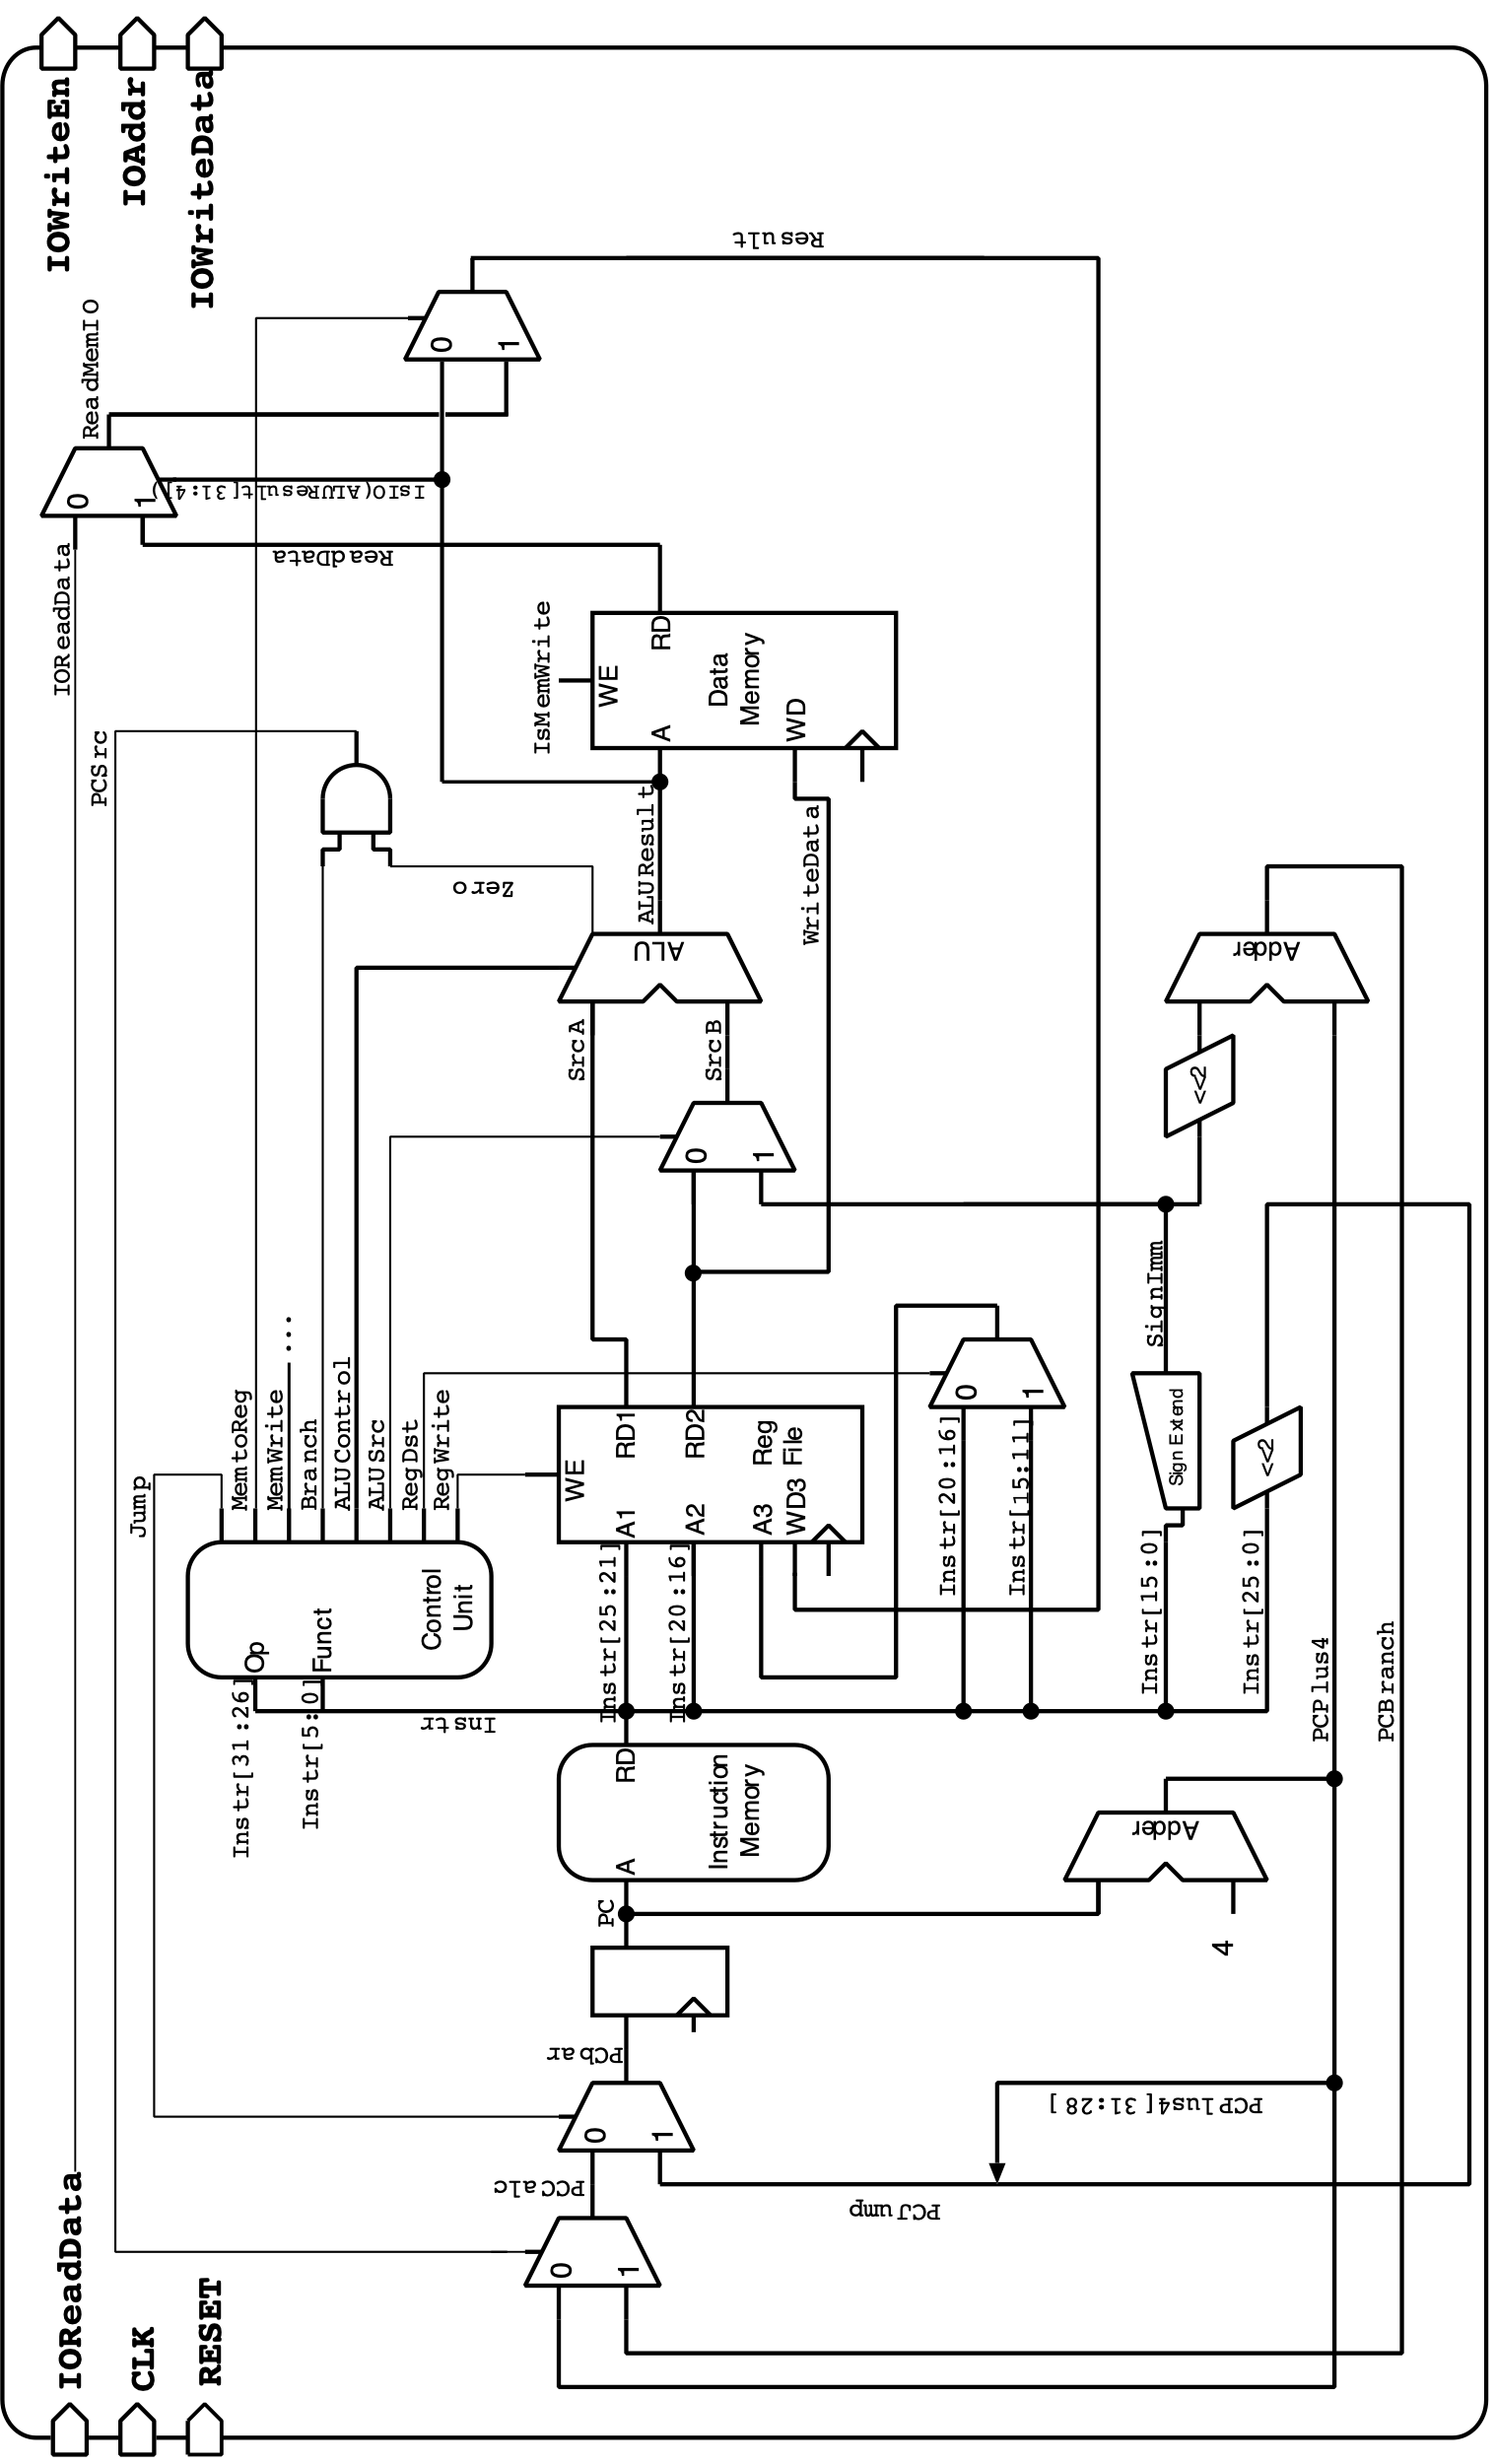 IOReadData
CLK
RESET
IOWriteEn
IOAddr
IOWriteData
Jump
PCSrc
IOReadData
ReadMemIO
MemtoReg
MemWrite ...
Branch
ALUControl
ALUSrc
RegDst
RegWrite
Op
Funct
Control
Unit
Instr[31:26]
Instr[5:0]
Instr
Zero
ReadData
IsIO(ALUResult[31:4])
0
1
0
1
Result
PCCalc
0
1
PCbar
0
1
PC
A
RD
Instruction
Memory
Instr[25:21]
Instr[20:16]
WE
A1
RD1
A2
RD2
A3
WD3
Reg
File
SrcA
SrcB
0
1
ALU
ALUResult
WriteData
IsMemWrite
WE
A
RD
Data
Memory
WD
Instr[20:16]
Instr[15:11]
0
1
PCJump
PCPlus4[31:28]
4
Adder
Instr[15:0]
Sign Extend
SignImm
<<2
Adder
Instr[25:0]
<<2
PCPlus4
PCBranch